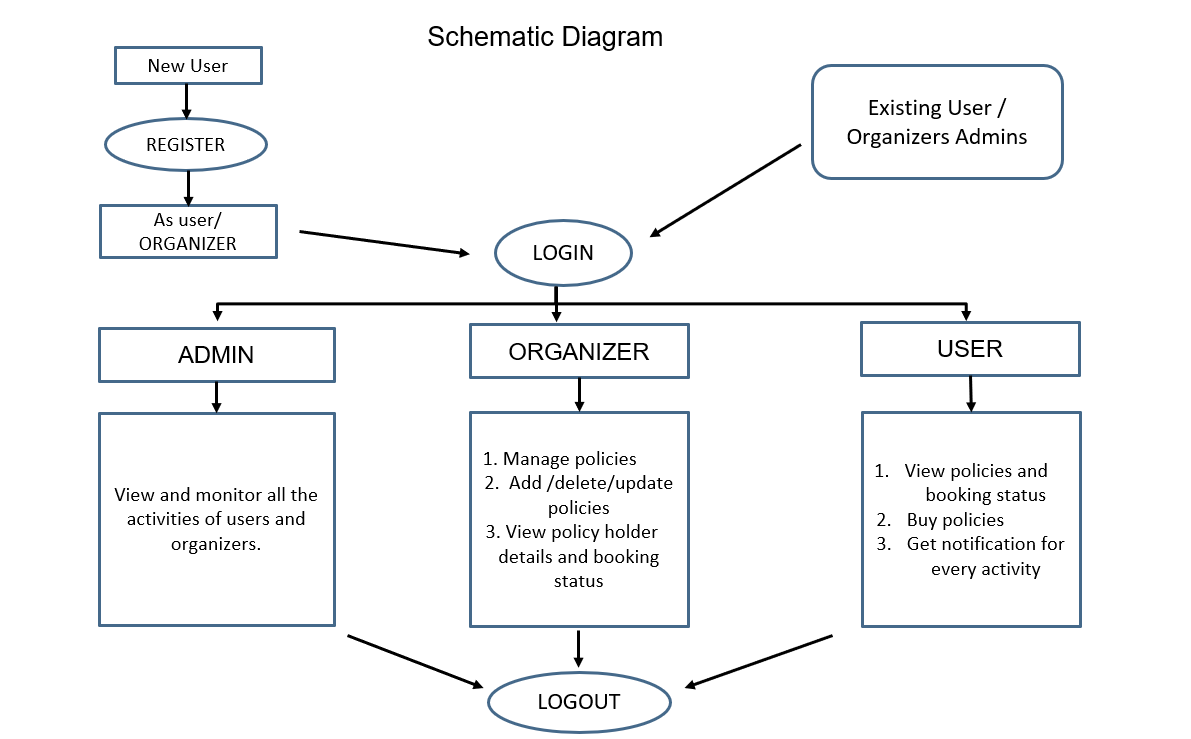 Schematic Diagram
New User
REGISTER
As user/
ORGANIZER
Existing User /
Organizers Admins
LOGIN
ADMIN
ORGANIZER
USER
View and monitor all the
activities of users and
organizers.
1. Manage policies
2. Add /delete/update
policies
3. View policy holder
details and booking
status
1. View policies and
booking status
2. Buy policies
3. Get notification for
every activity
LOGOUT